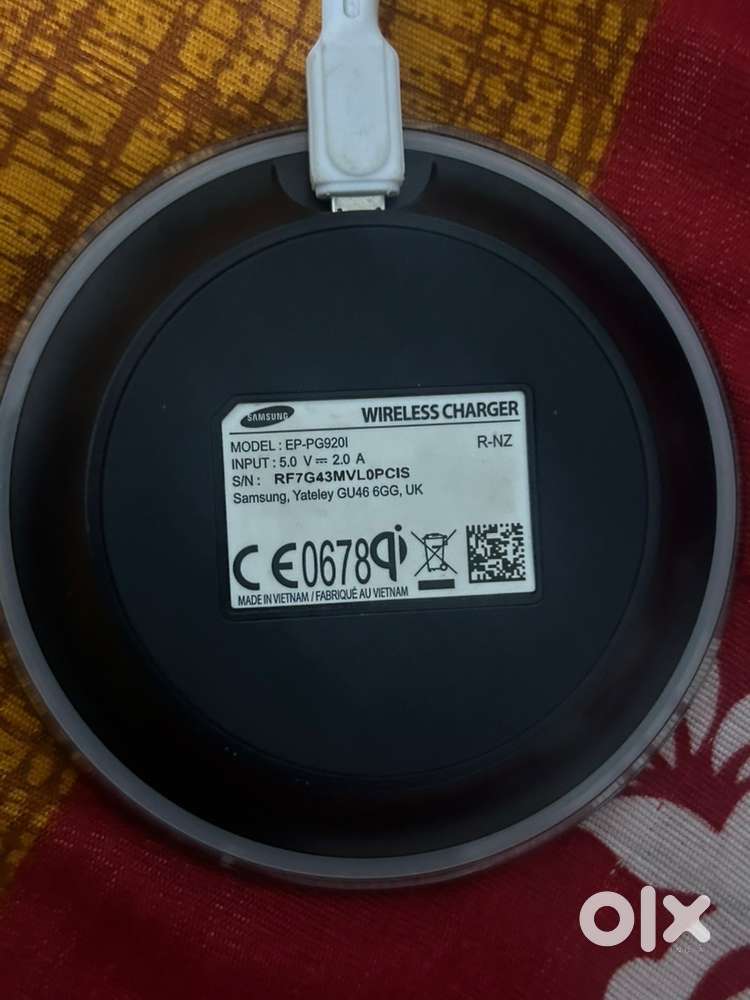 SAMSUNG WIRELESS CHARGER
MODEL : EP-PG920I R-NZ
INPUT : 5.0 V ⎓ 2.0 A
S/N : RF7G43MVL0PCIS
Samsung, Yateley GU46 6GG, UK
CE0678 qi
MADE IN VIETNAM / FABRIQUÉ AU VIETNAM
olx